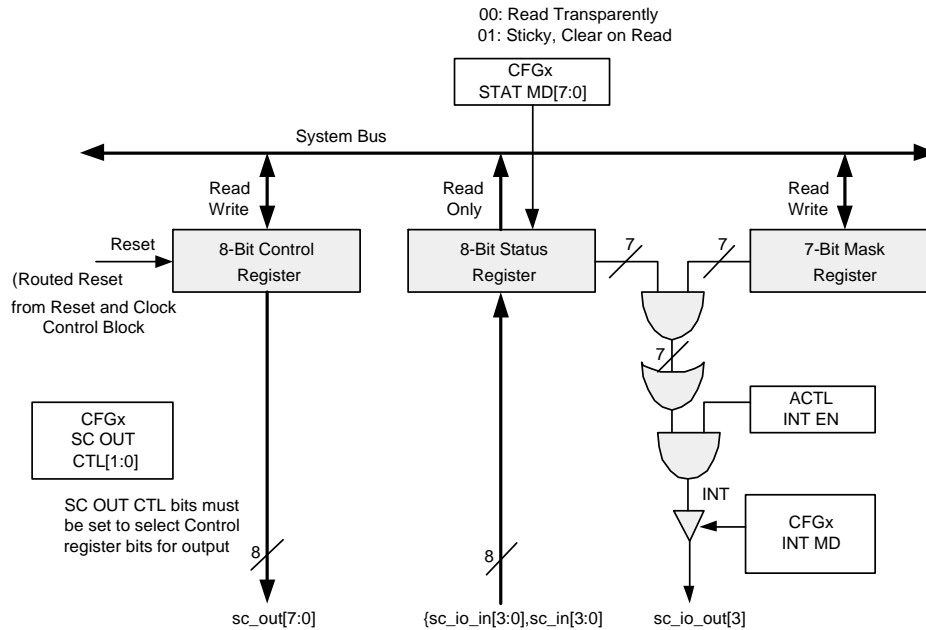 00: Read Transparently
01: Sticky, Clear on Read
CFGx
STAT MD[7:0]
System Bus
Read
Write
Read
Only
Read
Write
Reset
(Routed Reset
from Reset and Clock
Control Block
8-Bit Control
Register
8-Bit Status
Register
7
7
7-Bit Mask
Register
7
ACTL
INT EN
CFGx
SC OUT
CTL[1:0]
INT
SC OUT CTL bits must
be set to select Control
register bits for output
CFGx
INT MD
8
8
sc_out[7:0]
{sc_io_in[3:0],sc_in[3:0]
sc_io_out[3]